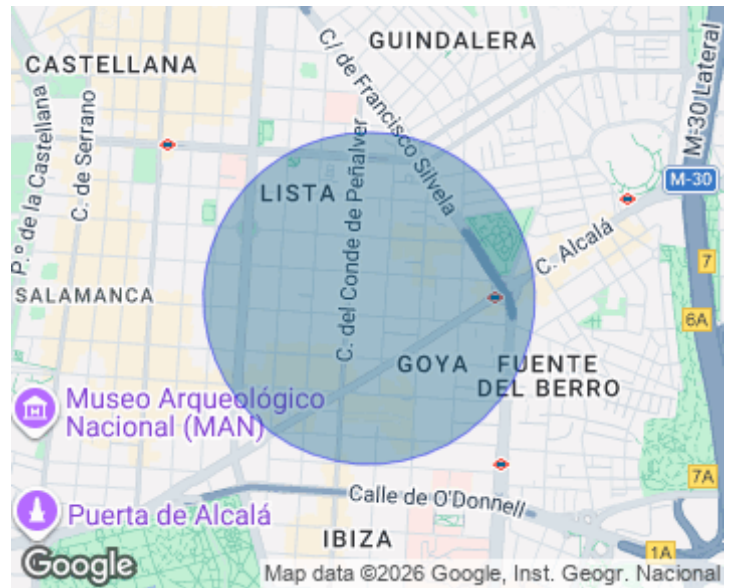 GUINDALERA
C/ de Francisco Silvela
CASTELLANA
M-30 Lateral
P.º de la Castellana
C. de Serrano
C. del Conde de Peñalver
LISTA
M-30
C. Alcalá
7
SALAMANCA
6A
GOYA
FUENTE
DEL BERRO
Museo Arqueológico
Nacional (MAN)
7A
Calle de O'Donnell
Puerta de Alcalá
IBIZA
1A
Google
Map data ©2026 Google, Inst. Geogr. Nacional